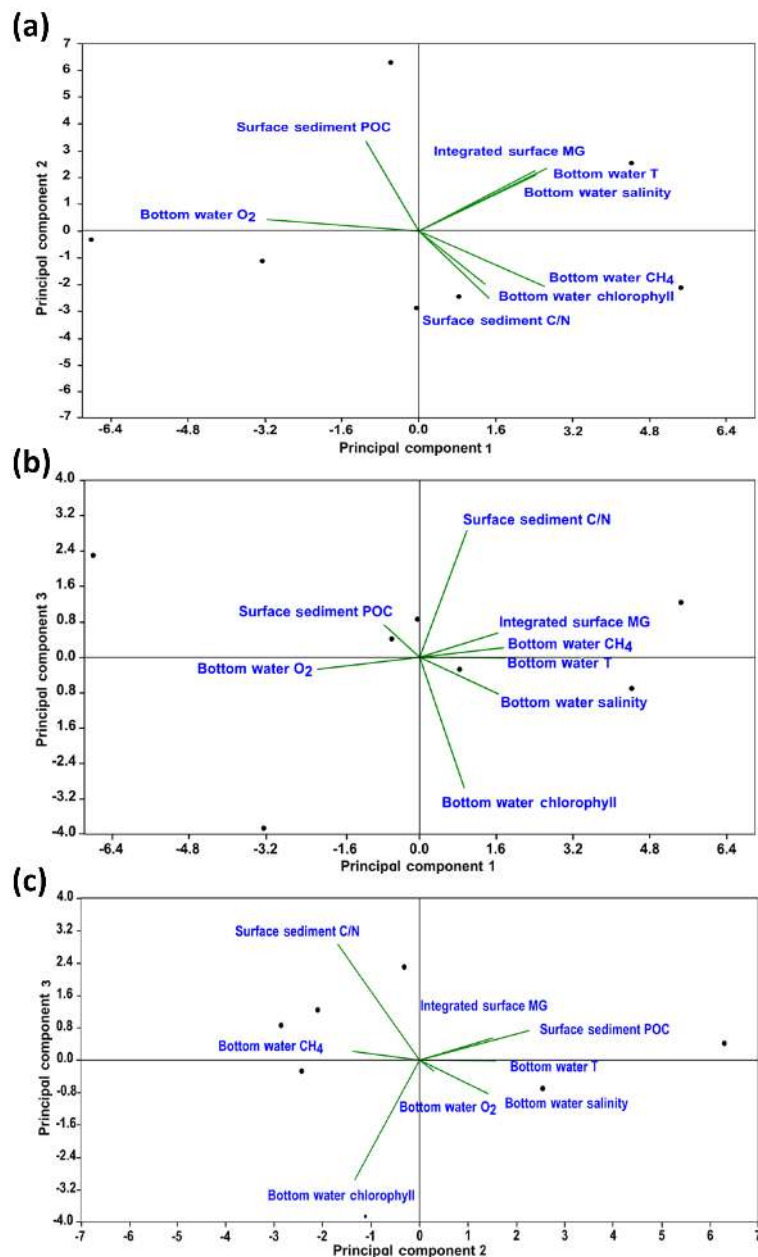 (a)
7
6
5
4
3
2
1
0
-1
-2
-3
-4
-5
-6
-7
Principal component 2
Surface sediment POC
Integrated surface MG
Bottom water T
Bottom water salinity
Bottom water O2
Bottom water CH4
Bottom water chlorophyll
Surface sediment C/N
-6.4 -4.8 -3.2 -1.6 0.0 1.6 3.2 4.8 6.4
Principal component 1
(b)
4.0
3.2
2.4
1.6
0.8
0.0
0.8
-1.6
-2.4
-3.2
-4.0
Principal component 3
Surface sediment C/N
Surface sediment POC
Integrated surface MG
Bottom water CH4
Bottom water T
Bottom water O2
Bottom water salinity
Bottom water chlorophyll
-6.4 -4.8 -3.2 -1.6 0.0 1.6 3.2 4.8 6.4
Principal component 1
(c)
4.0
3.2
2.4
1.6
0.8
0.0
-0.8
-1.6
-2.4
-3.2
-4.0
Principal component 3
Surface sediment C/N
Integrated surface MG
Surface sediment POC
Bottom water CH4
Bottom water T
Bottom water O2
Bottom water salinity
Bottom water chlorophyll
-7 -6 -5 -4 -3 -2 -1 0 1 2 3 4 5 6 7
Principal component 2